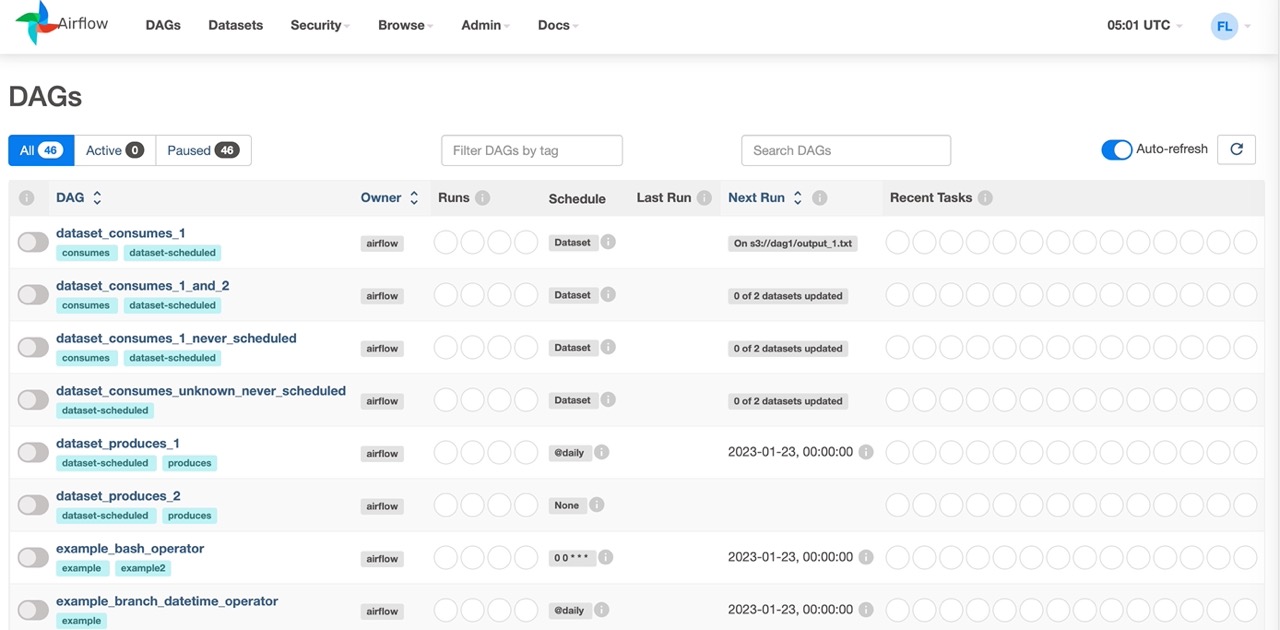 Airflow DAGs Datasets Security Browse Admin Docs 05:01 UTC FL
DAGs
All 46 Active 0 Paused 46 Filter DAGs by tag Search DAGs Auto-refresh
DAG Owner Runs Schedule Last Run Next Run Recent Tasks
dataset_consumes_1
consumes dataset-scheduled airflow Dataset On s3://dag1/output_1.txt
dataset_consumes_1_and_2
consumes dataset-scheduled airflow Dataset 0 of 2 datasets updated
dataset_consumes_1_never_scheduled
consumes dataset-scheduled airflow Dataset 0 of 2 datasets updated
dataset_consumes_unknown_never_scheduled
dataset-scheduled airflow Dataset 0 of 2 datasets updated
dataset_produces_1
dataset-scheduled produces airflow @daily 2023-01-23, 00:00:00
dataset_produces_2
dataset-scheduled produces airflow None
example_bash_operator
example example2 airflow 0 0 * * * 2023-01-23, 00:00:00
example_branch_datetime_operator
example airflow @daily 2023-01-23, 00:00:00